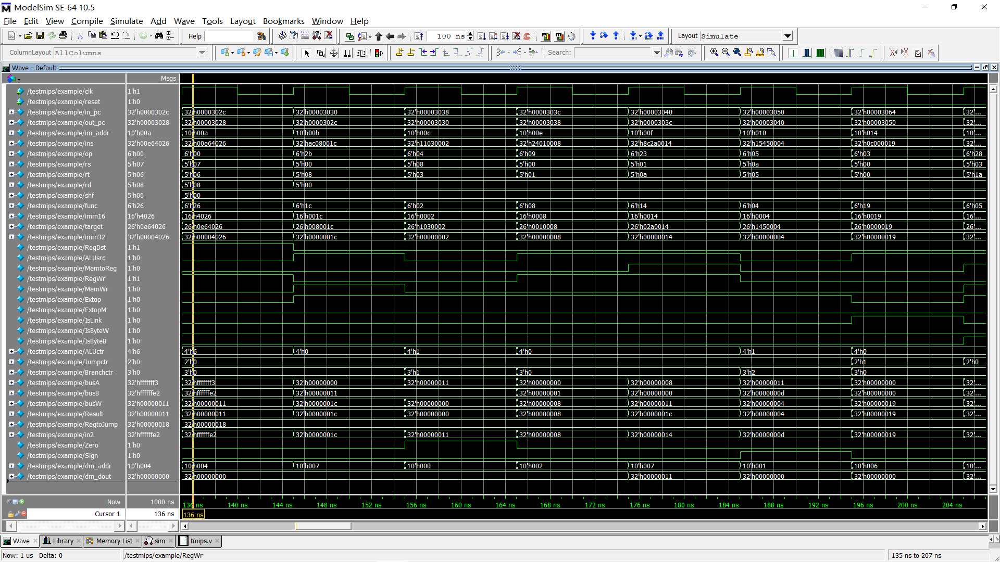 ModelSim SE-64 10.5
File Edit View Compile Simulate Add Wave Tools Layout Bookmarks Window Help
Help 100 ns Layout Simulate
ColumnLayout AllColumns Search:
Wave - Default
Msgs
/testmips/example/clk 1'h1
/testmips/example/reset 1'h0
/testmips/example/in_pc 32'h0000302c 32'h0000302c 32'h00003030 32'h00003038 32'h0000303c 32'h00003040 32'h00003050 32'h00003064 32'...
/testmips/example/out_pc 32'h00003028 32'h00003028 32'h0000302c 32'h00003030 32'h00003038 32'h0000303c 32'h00003040 32'h00003050 32'...
/testmips/example/im_addr 10'h00a 10'h00a 10'h00b 10'h00c 10'h00e 10'h00f 10'h010 10'h014 10'...
/testmips/example/ins 32'h00e64026 32'h00e64026 32'hac08001c 32'h11030002 32'h24010008 32'h8c2a0014 32'h15450004 32'h0c000019 32'...
/testmips/example/op 6'h00 6'h00 6'h2b 6'h04 6'h09 6'h23 6'h05 6'h03 6'h28
/testmips/example/rs 5'h07 5'h07 5'h00 5'h08 5'h00 5'h01 5'h0a 5'h00 5'h03
/testmips/example/rt 5'h06 5'h06 5'h08 5'h03 5'h01 5'h0a 5'h05 5'h00 5'h1a
/testmips/example/rd 5'h08 5'h08 5'h00
/testmips/example/shf 5'h00 5'h00
/testmips/example/func 6'h26 6'h26 6'h1c 6'h02 6'h08 6'h14 6'h04 6'h19 6'h05
/testmips/example/imm16 16'h4026 16'h4026 16'h001c 16'h0002 16'h0008 16'h0014 16'h0004 16'h0019 16'...
/testmips/example/target 26'h0e64026 26'h0e64026 26'h008001c 26'h1030002 26'h0010008 26'h02a0014 26'h1450004 26'h0000019 26'...
/testmips/example/imm32 32'h00004026 32'h00004026 32'h0000001c 32'h00000002 32'h00000008 32'h00000014 32'h00000004 32'h00000019 32'...
/testmips/example/RegDst 1'h1
/testmips/example/ALUsrc 1'h0
/testmips/example/MemtoReg 1'h0
/testmips/example/RegWr 1'h1
/testmips/example/MemWr 1'h0
/testmips/example/Extop 1'h0
/testmips/example/ExtopM 1'h0
/testmips/example/IsLink 1'h0
/testmips/example/IsByteW 1'h0
/testmips/example/IsByteB 1'h0
/testmips/example/ALUctr 4'h6 4'h6 4'h0 4'h1 4'h0 4'h1 4'h0
/testmips/example/Jumpctr 2'h0 2'h0 2'h1 2'h0
/testmips/example/Branchctr 3'h0 3'h0 3'h1 3'h0 3'h2 3'h0
/testmips/example/busA 32'hfffffff3 32'hfffffff3 32'h00000000 32'h00000011 32'h00000000 32'h00000008 32'h00000011 32'h00000000 32'...
/testmips/example/busB 32'hffffffe2 32'hffffffe2 32'h00000011 32'h00000001 32'h00000000 32'h0000000d 32'h00000000 32'...
/testmips/example/busW 32'h00000011 32'h00000011 32'h0000001c 32'h00000000 32'h00000008 32'h00000011 32'h00000004 32'h00000019 32'...
/testmips/example/Result 32'h00000011 32'h00000011 32'h0000001c 32'h00000000 32'h00000008 32'h0000001c 32'h00000004 32'h00000019 32'...
/testmips/example/RegtoJump 32'h00000018 32'h00000018
/testmips/example/in2 32'hffffffe2 32'hffffffe2 32'h0000001c 32'h00000011 32'h00000008 32'h00000014 32'h0000000d 32'h00000019 32'...
/testmips/example/Zero 1'h0
/testmips/example/Sign 1'h0
/testmips/example/dm_addr 10'h004 10'h004 10'h007 10'h000 10'h002 10'h007 10'h001 10'h006 10'...
/testmips/example/dm_dout 32'h00000000 32'h00000000 32'h00000011 32'h00000000 32'h00000000 32'...
Now 1000 ns 136 ns 140 ns 144 ns 148 ns 152 ns 156 ns 160 ns 164 ns 168 ns 172 ns 176 ns 180 ns 184 ns 188 ns 192 ns 196 ns 200 ns 204 ns
Cursor 1 136 ns 136 ns
Wave Library Memory List sim tmips.v
Now: 1 us Delta: 0 /testmips/example/RegWr 135 ns to 207 ns